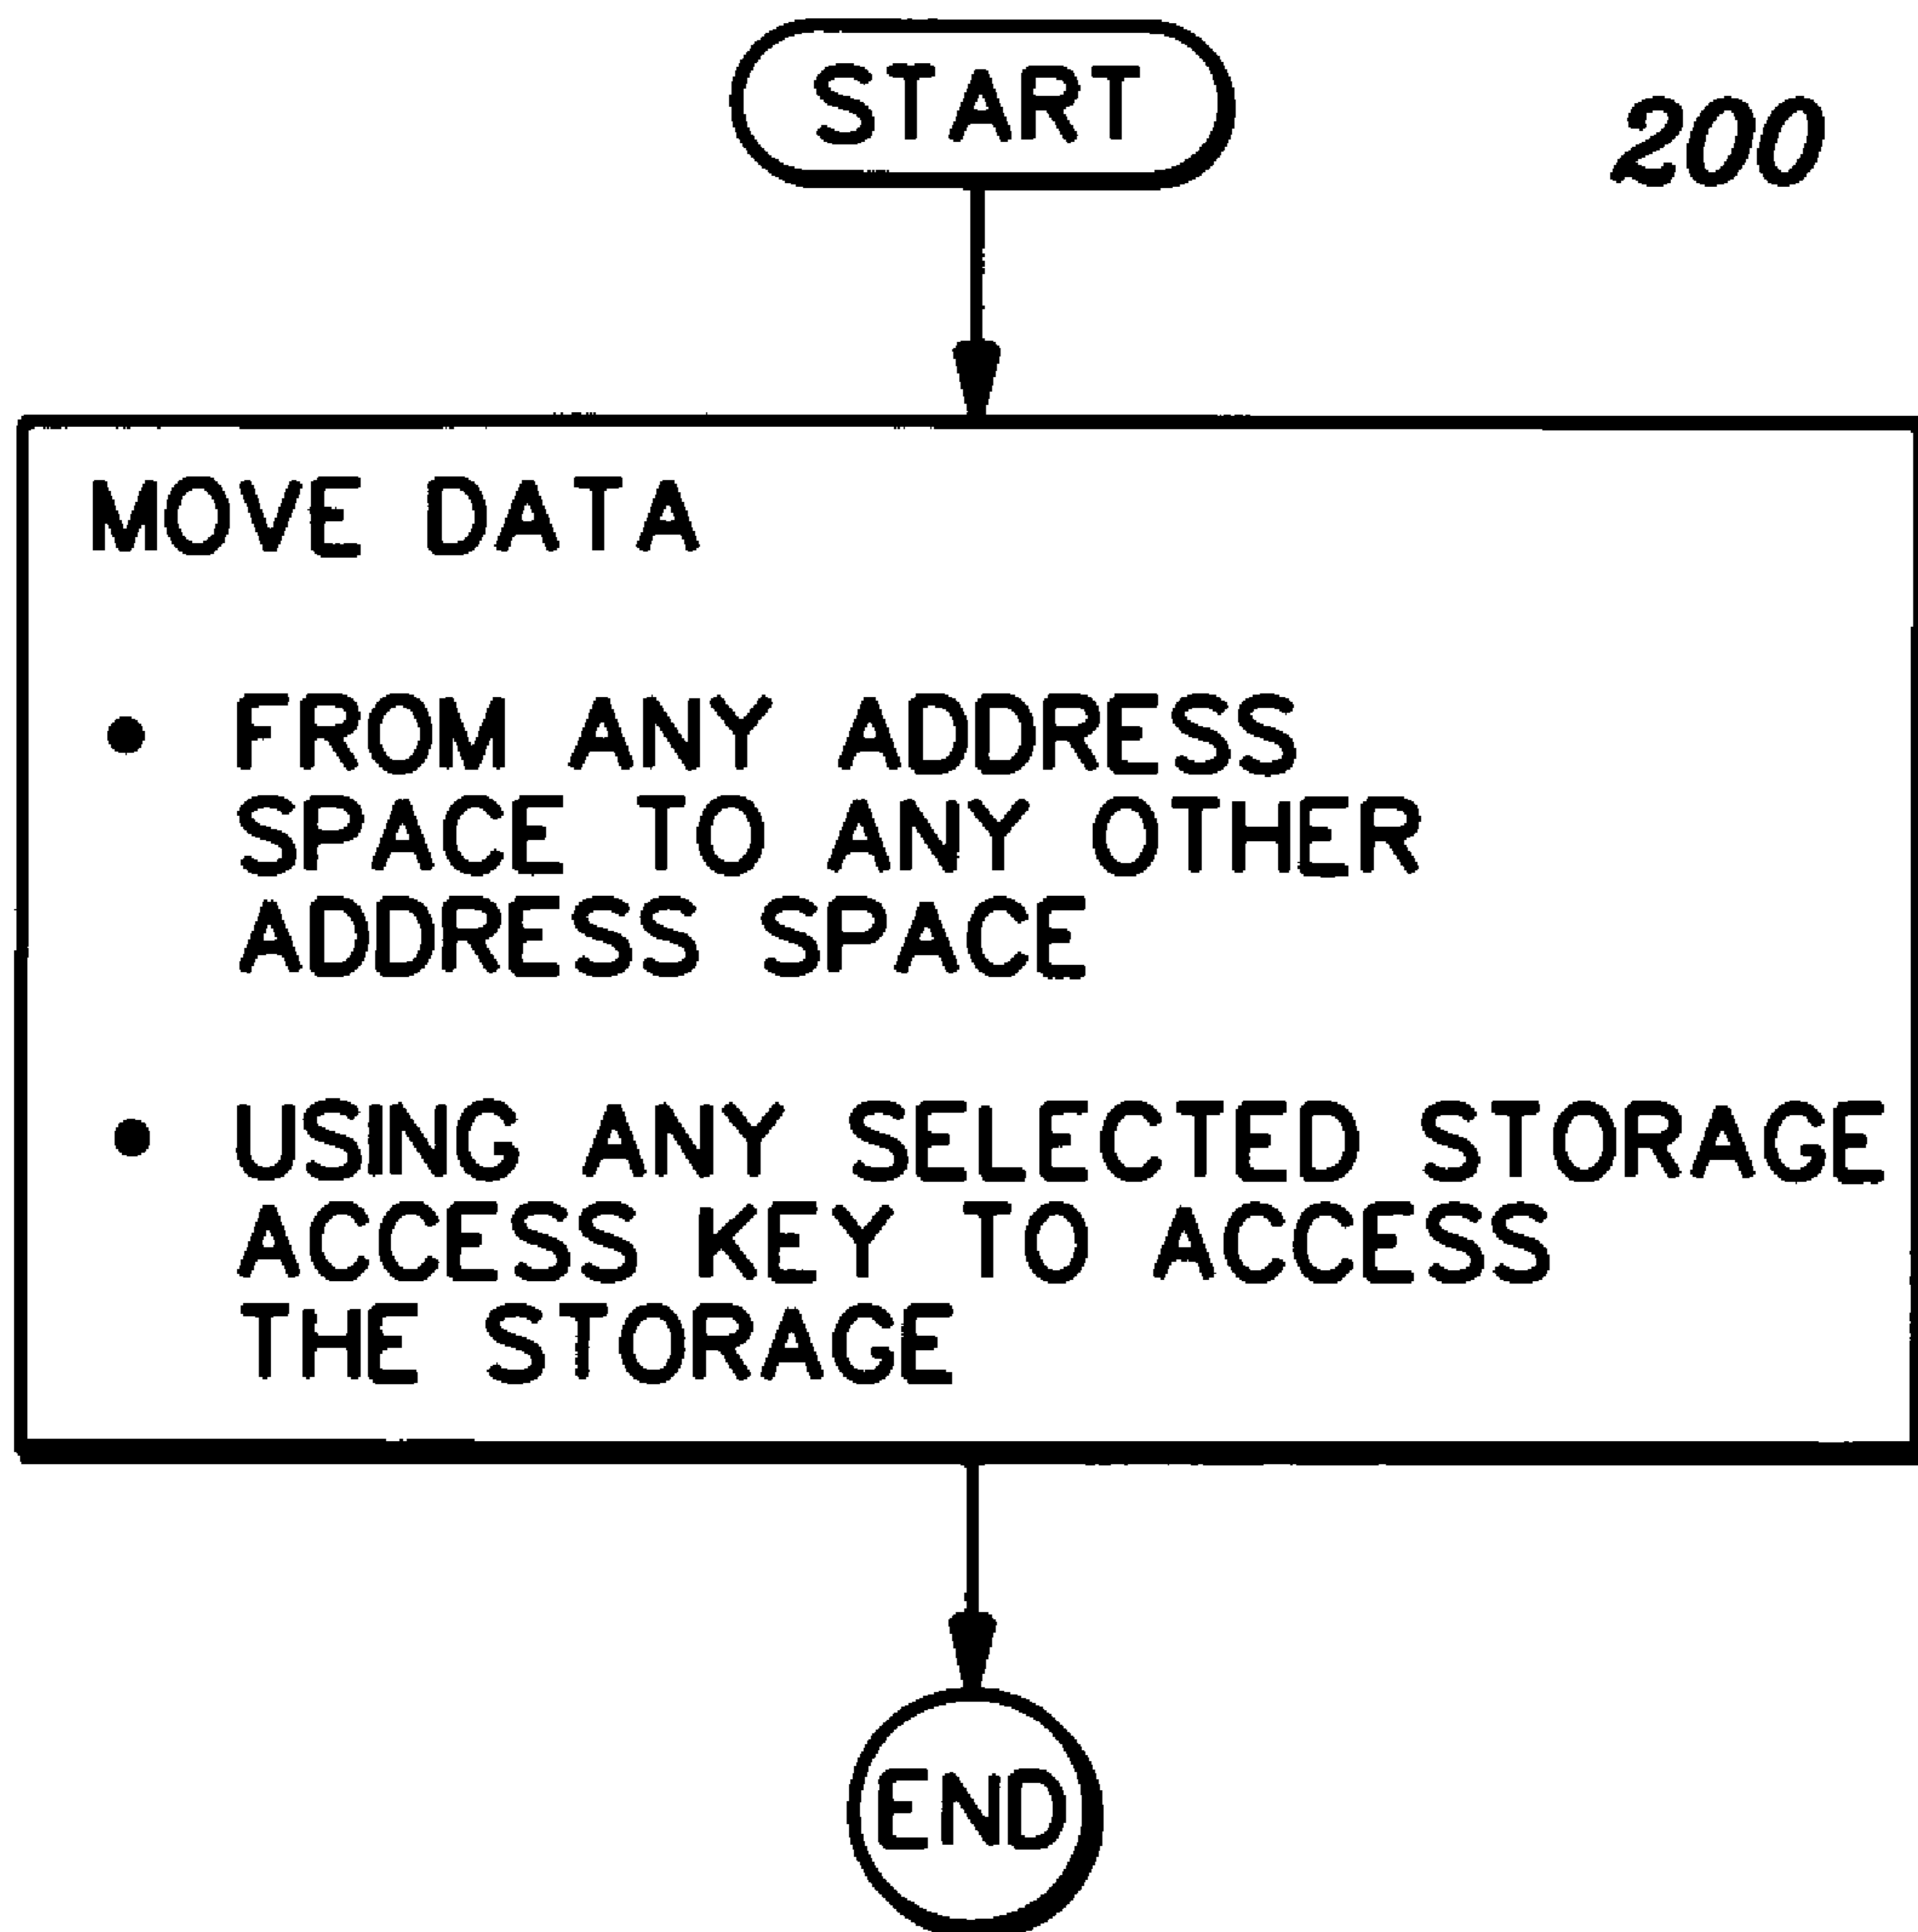 START
200
MOVE DATA
• FROM ANY ADDRESS
SPACE TO ANY OTHER
ADDRESS SPACE
• USING ANY SELECTED STORAGE
ACCESS KEY TO ACCESS
THE STORAGE
END